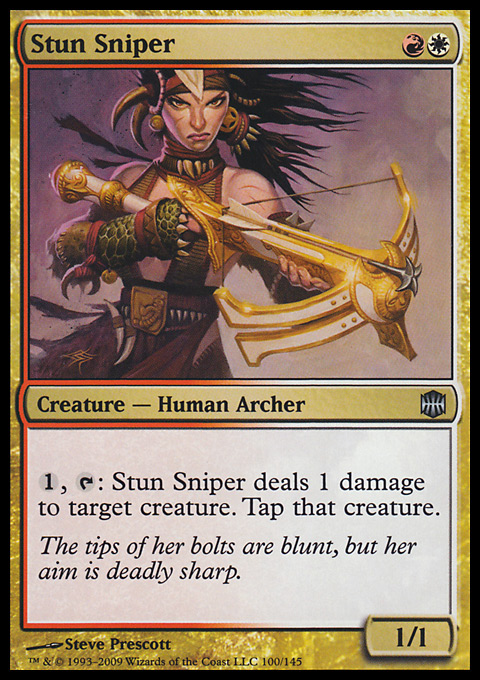 Stun Sniper
Creature — Human Archer
1, : Stun Sniper deals 1 damage
to target creature. Tap that creature.
The tips of her bolts are blunt, but her
aim is deadly sharp.
Steve Prescott
1/1
™ & © 1993–2009 Wizards of the Coast LLC 100/145